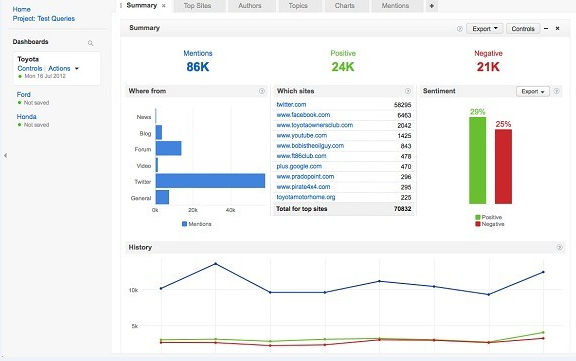 Home
Project: Test Queries
Dashboards
Toyota
Controls Actions
Mon 16 Jul 2012
Ford
Not saved
Honda
Not saved
Summary × Top Sites Authors Topics Charts Mentions +
Summary
Export Controls – ×
Mentions
86K
Positive
24K
Negative
21K
Where from
News
Blog
Forum
Video
Twitter
General
0k 20k 40k
Mentions
Which sites
twitter.com 58295
www.facebook.com 6463
www.toyotaownersclub.com 2042
www.youtube.com 1425
www.bobistheoilguy.com 843
www.ft86club.com 478
plus.google.com 470
www.pradopoint.com 296
www.pirate4x4.com 295
toyotamotorhome.org 225
Total for top sites 70832
Sentiment
Export
29%
25%
Positive
Negative
History
10k
5k